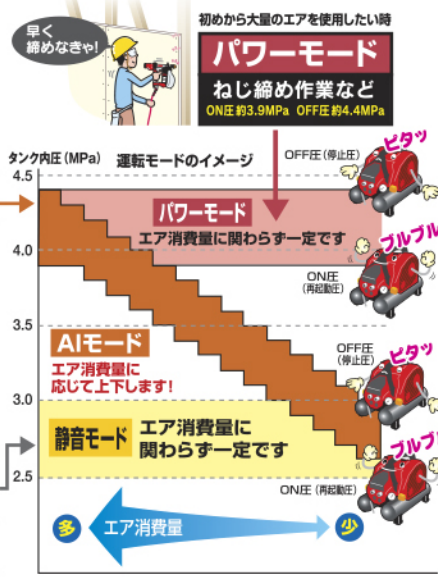 早く
締めなきゃ!
初めから大量のエアを使用したい時
パワーモード
ねじ締め作業など
ON圧 約3.9MPa OFF圧 約4.4MPa
タンク内圧(MPa) 運転モードのイメージ
OFF圧(停止圧)
ピタッ
4.5
パワーモード
エア消費量に関わらず一定です
4.0
ブルブル
ON圧
(再起動圧)
3.5
AIモード
エア消費量に
応じて上下します!
OFF圧
(停止圧)
ピタッ
3.0
静音モード
エア消費量に
関わらず一定です
ブルブル
2.5
ON圧(再起動圧)
多
エア消費量
少